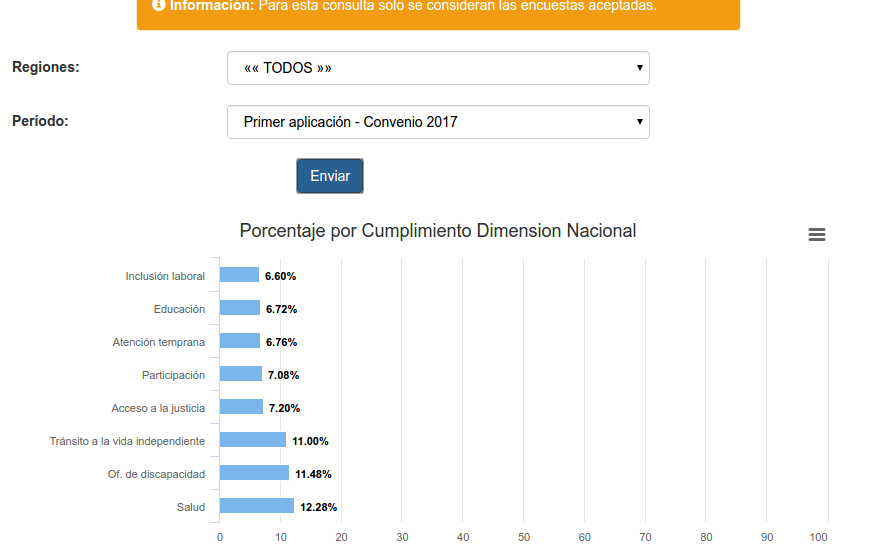 Información: Para esta consulta solo se consideran las encuestas aceptadas.
Regiones:
«« TODOS »»
Período:
Primer aplicación - Convenio 2017
Enviar
Porcentaje por Cumplimiento Dimension Nacional
Inclusión laboral 6.60%
Educación 6.72%
Atención temprana 6.76%
Participación 7.08%
Acceso a la justicia 7.20%
Tránsito a la vida independiente 11.00%
Of. de discapacidad 11.48%
Salud 12.28%
0 10 20 30 40 50 60 70 80 90 100